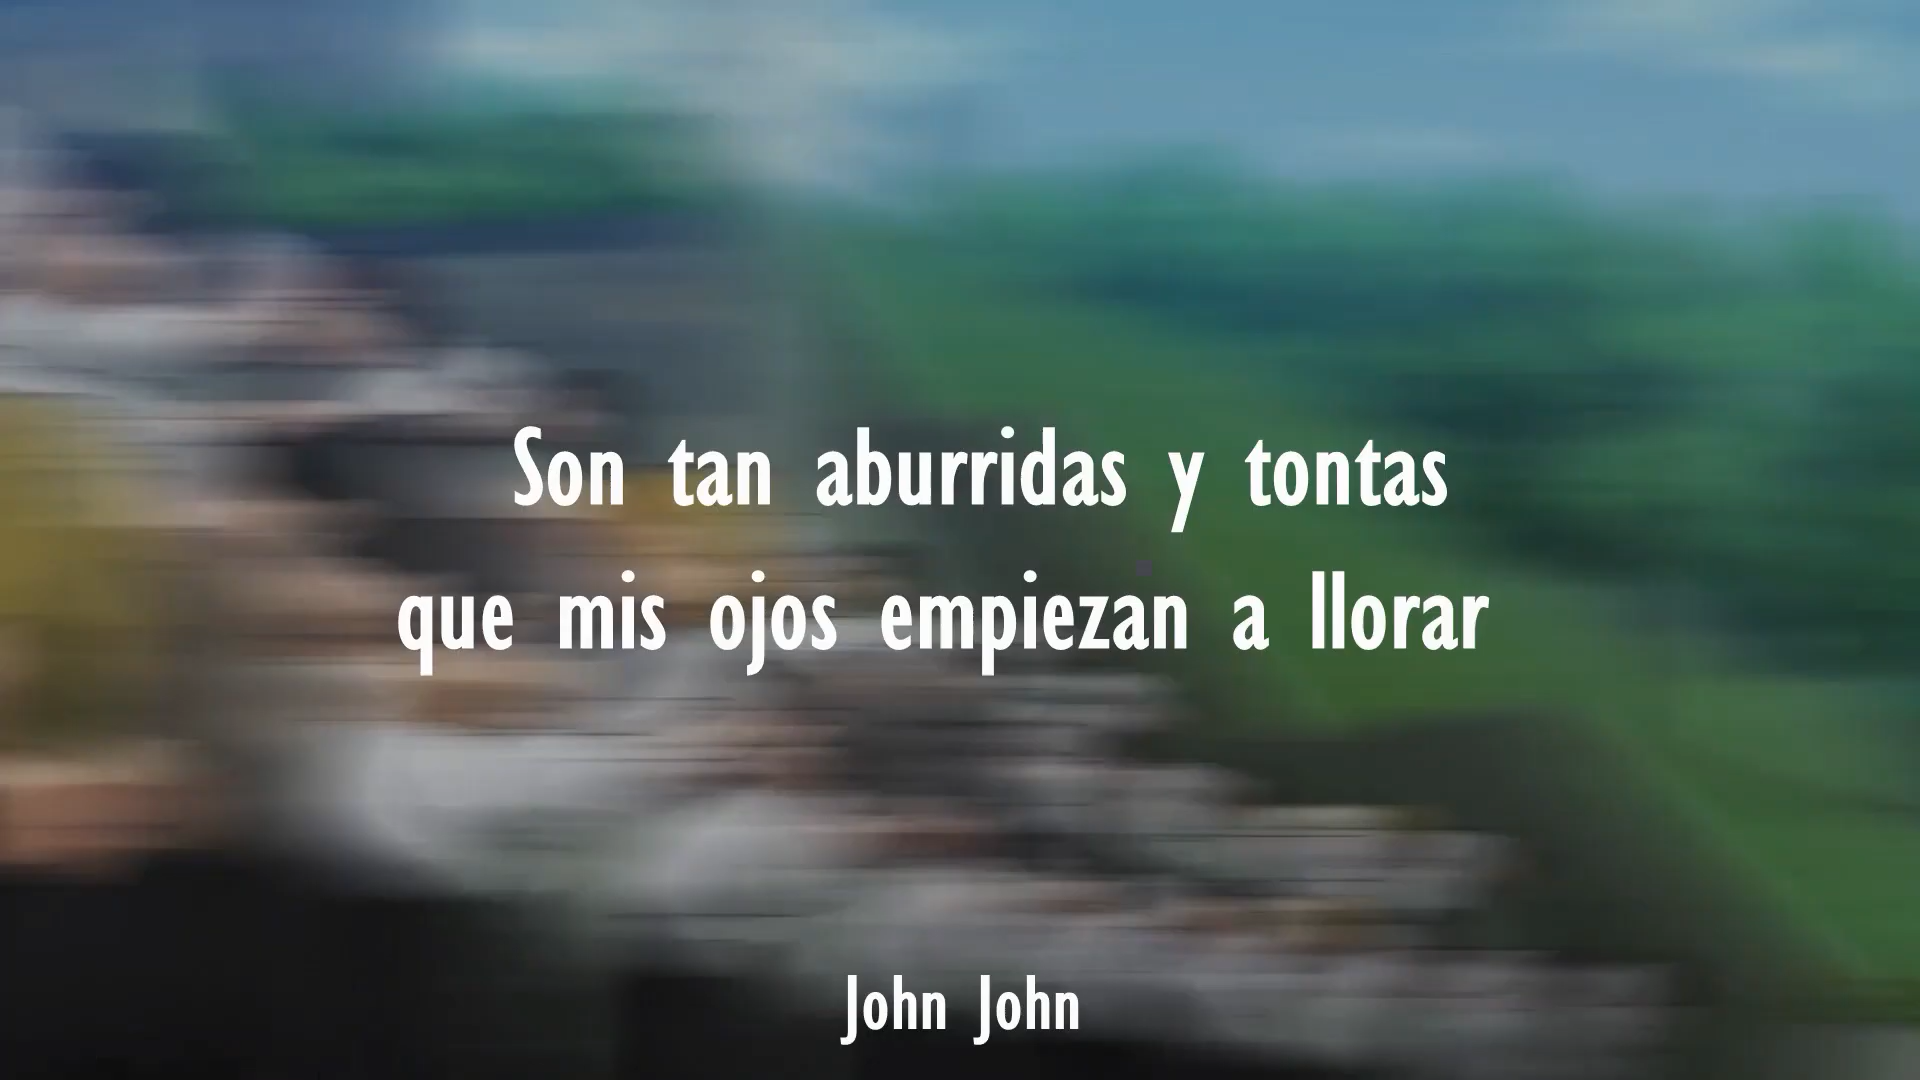 Son tan aburridas y tontas
que mis ojos empiezan a llorar
John John